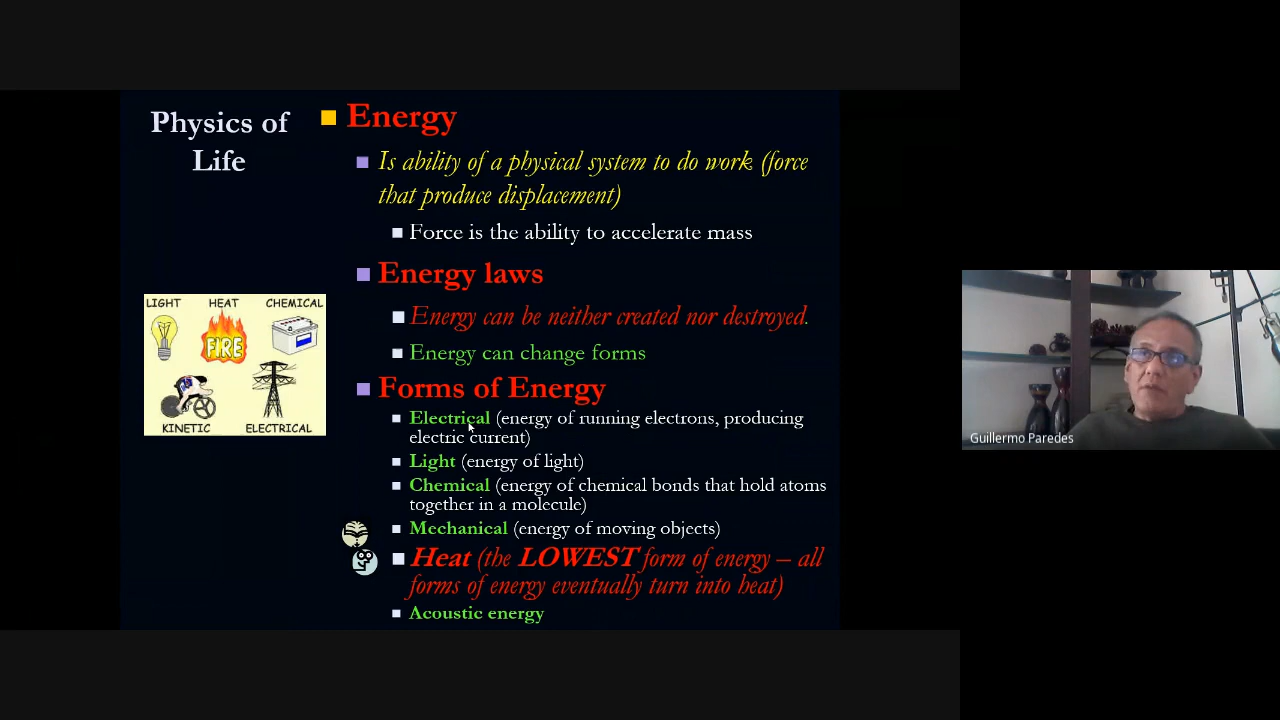 Physics of
Life
Energy
Is ability of a physical system to do work (force
that produce displacement)
Force is the ability to accelerate mass
Energy laws
Energy can be neither created nor destroyed.
Energy can change forms
Forms of Energy
Electrical (energy of running electrons, producing
electric current)
Light (energy of light)
Chemical (energy of chemical bonds that hold atoms
together in a molecule)
Mechanical (energy of moving objects)
Heat (the LOWEST form of energy – all
forms of energy eventually turn into heat)
Acoustic energy
LIGHT HEAT CHEMICAL
FIRE
KINETIC ELECTRICAL
Guillermo Paredes